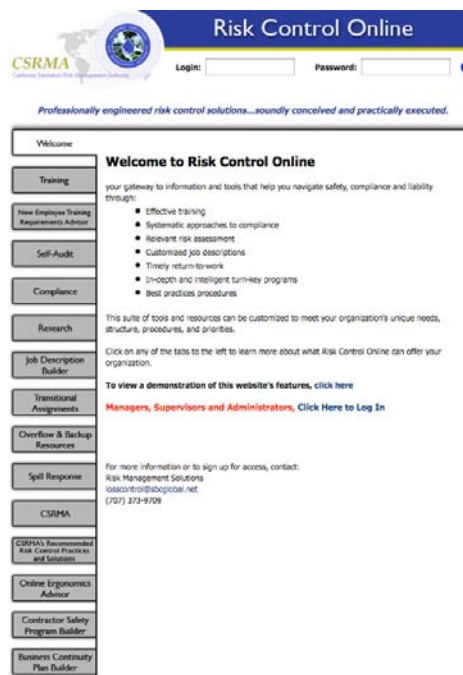 Risk Control Online
CSRMA
California Sanitation Risk Management Authority
Login:
Password:
Professionally engineered risk control solutions...soundly conceived and practically executed.
Welcome
Training
New Employee Training
Requirements Advisor
Self-Audit
Compliance
Research
Job Description
Builder
Transitional
Assignments
Overflow & Backup
Resources
Spill Response
CSRMA
CSRMA's Recommended
Risk Control Practices
and Solutions
Online Ergonomics
Advisor
Contractor Safety
Program Builder
Business Continuity
Plan Builder
Welcome to Risk Control Online
your gateway to information and tools that help you navigate safety, compliance and liability
through:
Effective training
Systematic approaches to compliance
Relevant risk assessment
Customized job descriptions
Timely return-to-work
In-depth and intelligent turn-key programs
Best practices procedures
This suite of tools and resources can be customized to meet your organization's unique needs,
structure, procedures, and priorities.
Click on any of the tabs to the left to learn more about what Risk Control Online can offer your
organization.
To view a demonstration of this website's features, click here
Managers, Supervisors and Administrators, Click Here to Log In
For more information or to sign up for access, contact:
Risk Management Solutions
losscontrol@sbcglobal.net
(707) 373-9709